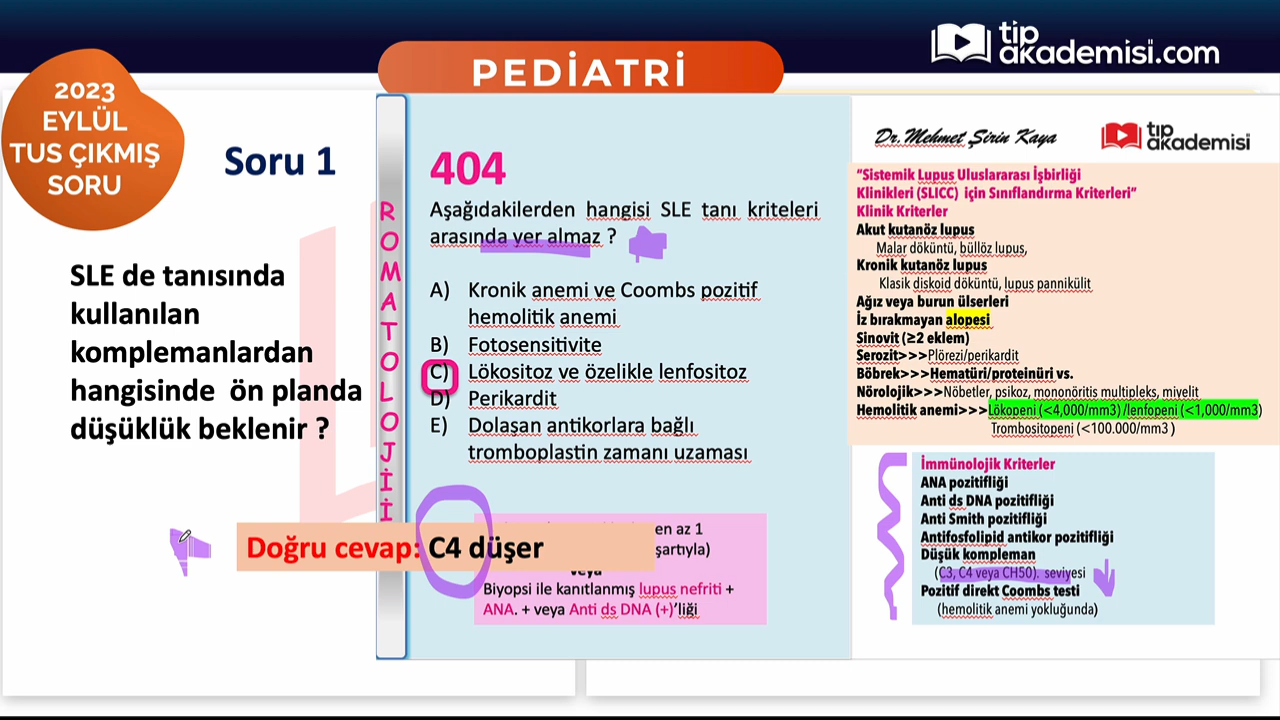 tıp
akademisi.com
PEDİATRİ
2023
EYLÜL
TUS ÇIKMIŞ
SORU
Soru 1
SLE de tanısında
kullanılan
komplemanlardan
hangisinde ön planda
düşüklük beklenir ?
Doğru cevap: C4 düşer
ROMATOLOJİİ
404
Aşağıdakilerden hangisi SLE tanı kriteleri
arasında yer almaz ?
A) Kronik anemi ve Coombs pozitif
hemolitik anemi
B) Fotosensitivite
C) Lökositoz ve özelikle lenfositoz
D) Perikardit
E) Dolaşan antikorlara bağlı
tromboplastin zamanı uzaması
en az 1
şartıyla)
veya
Biyopsi ile kanıtlanmış lupus nefriti +
ANA. + veya Anti ds DNA (+)’liği
Dr. Mehmet Şirin Kaya
tıp
akademisi
“Sistemik Lupus Uluslararası İşbirliği
Klinikleri (SLICC) için Sınıflandırma Kriterleri”
Klinik Kriterler
Akut kutanöz lupus
Malar döküntü, büllöz lupus,
Kronik kutanöz lupus
Klasik diskoid döküntü, lupus pannikülit
Ağız veya burun ülserleri
İz bırakmayan alopesi
Sinovit (≥2 eklem)
Serozit>>>Plörezi/perikardit
Böbrek>>>Hematüri/proteinüri vs.
Nörolojik>>>Nöbetler, psikoz, mononöritis multipleks, miyelit
Hemolitik anemi>>>Lökopeni (<4,000/mm3) /lenfopeni (<1,000/mm3)
Trombositopeni (<100.000/mm3 )
İmmünolojik Kriterler
ANA pozitifliği
Anti ds DNA pozitifliği
Anti Smith pozitifliği
Antifosfolipid antikor pozitifliği
Düşük kompleman
(C3, C4 veya CH50). seviyesi
Pozitif direkt Coombs testi
(hemolitik anemi yokluğunda)